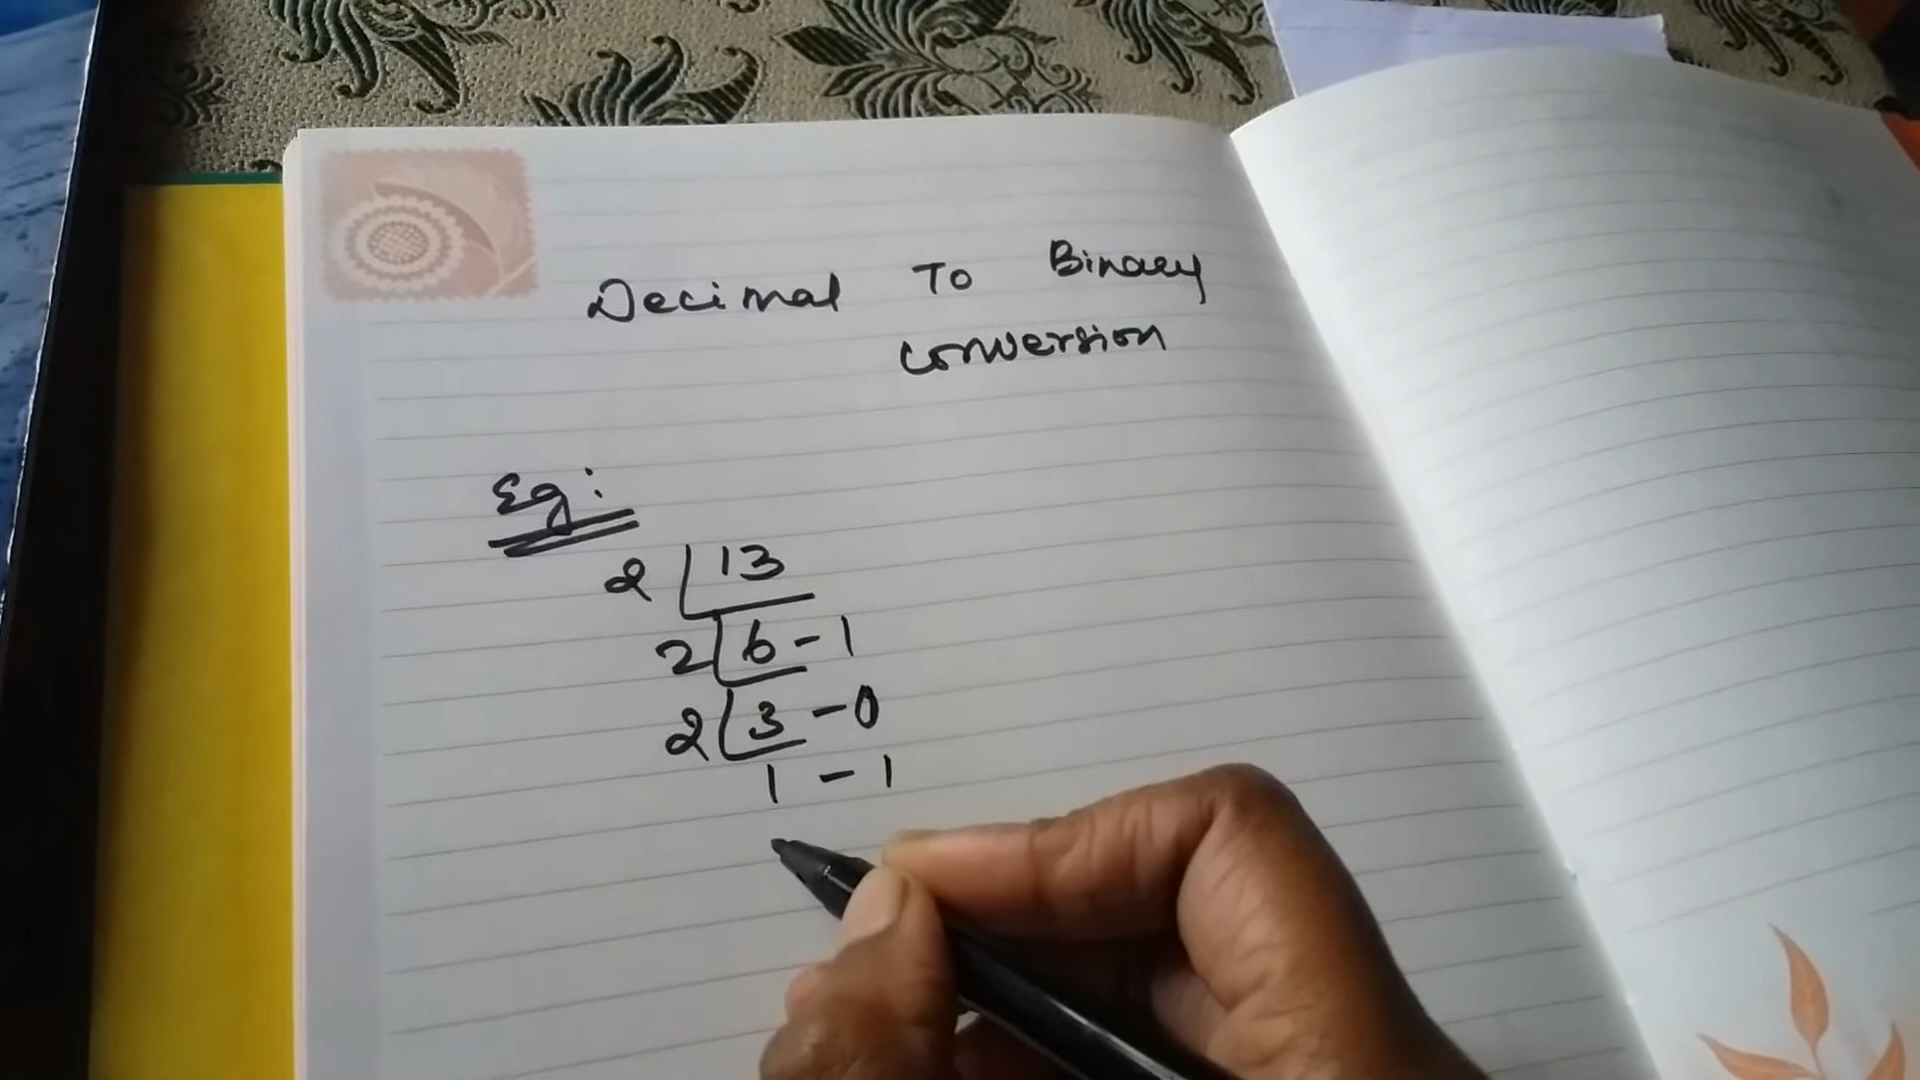 Decimal To Binary
conversion
Eg:
2 | 13
2 | 6 - 1
2 | 3 - 0
1 - 1